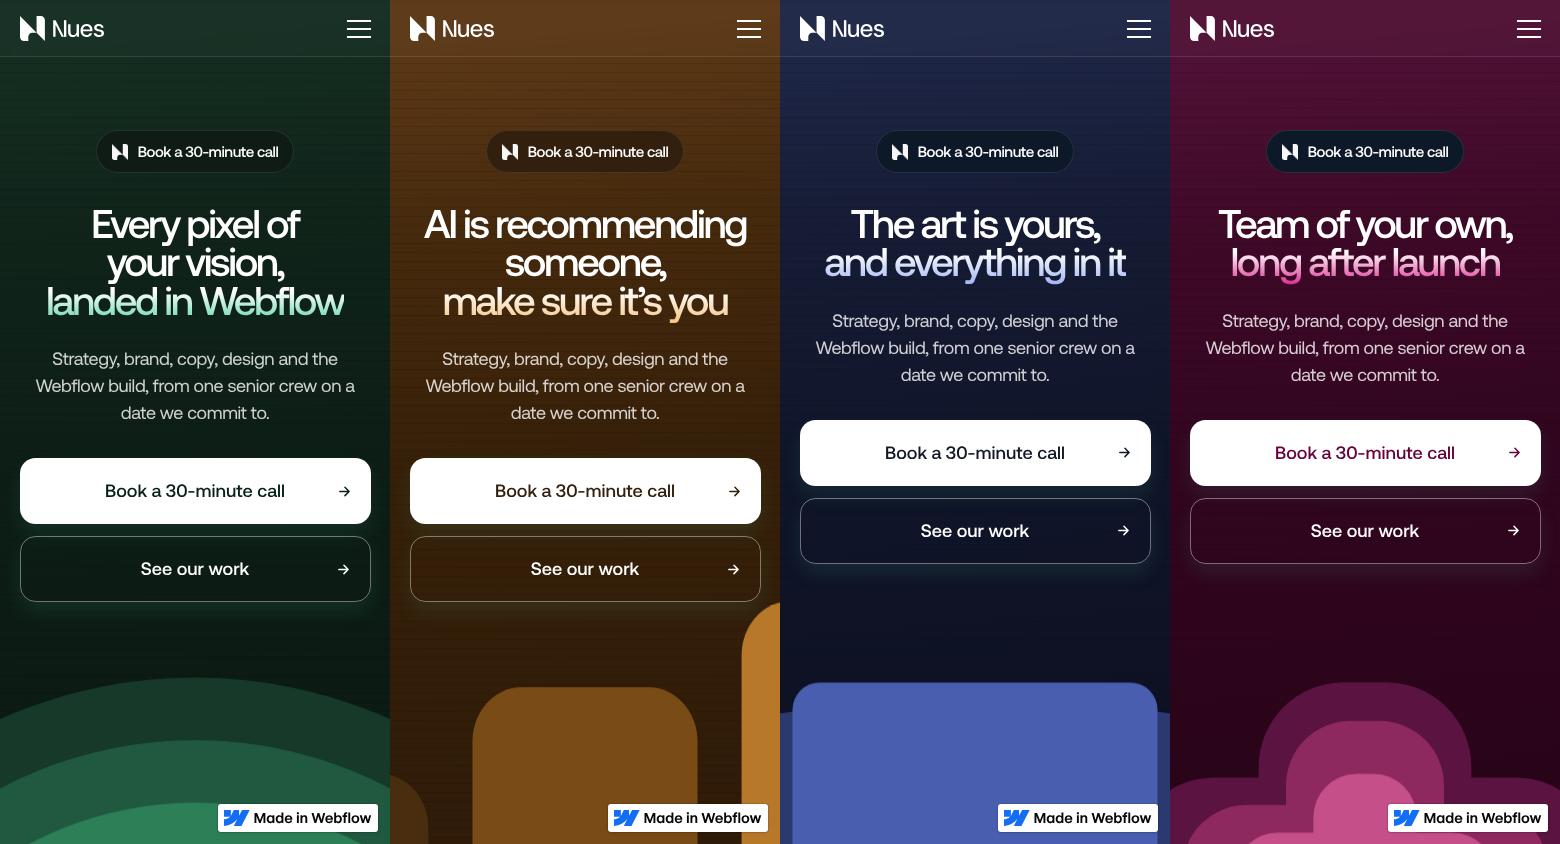 Nues
Book a 30-minute call
Every pixel of
your vision,
landed in Webflow
Strategy, brand, copy, design and the
Webflow build, from one senior crew on a
date we commit to.
Book a 30-minute call
See our work
Made in Webflow
Nues
Book a 30-minute call
AI is recommending
someone,
make sure it’s you
Strategy, brand, copy, design and the
Webflow build, from one senior crew on a
date we commit to.
Book a 30-minute call
See our work
Made in Webflow
Nues
Book a 30-minute call
The art is yours,
and everything in it
Strategy, brand, copy, design and the
Webflow build, from one senior crew on a
date we commit to.
Book a 30-minute call
See our work
Made in Webflow
Nues
Book a 30-minute call
Team of your own,
long after launch
Strategy, brand, copy, design and the
Webflow build, from one senior crew on a
date we commit to.
Book a 30-minute call
See our work
Made in Webflow